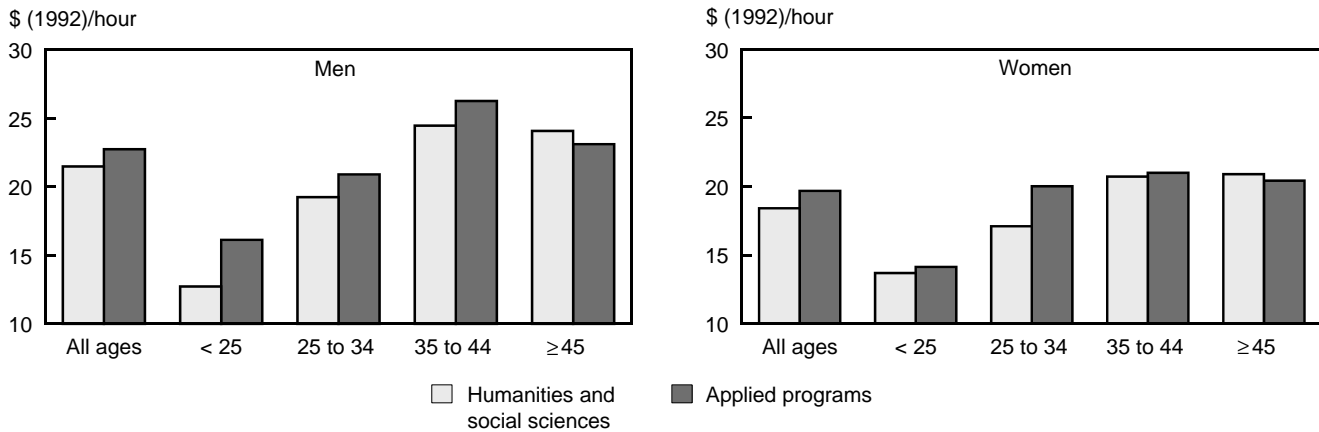 $ (1992)/hour
30
25
20
15
10
Men
All ages
< 25
25 to 34
35 to 44
≥45
$ (1992)/hour
30
25
20
15
10
Women
All ages
< 25
25 to 34
35 to 44
≥45
Humanities and
social sciences
Applied programs